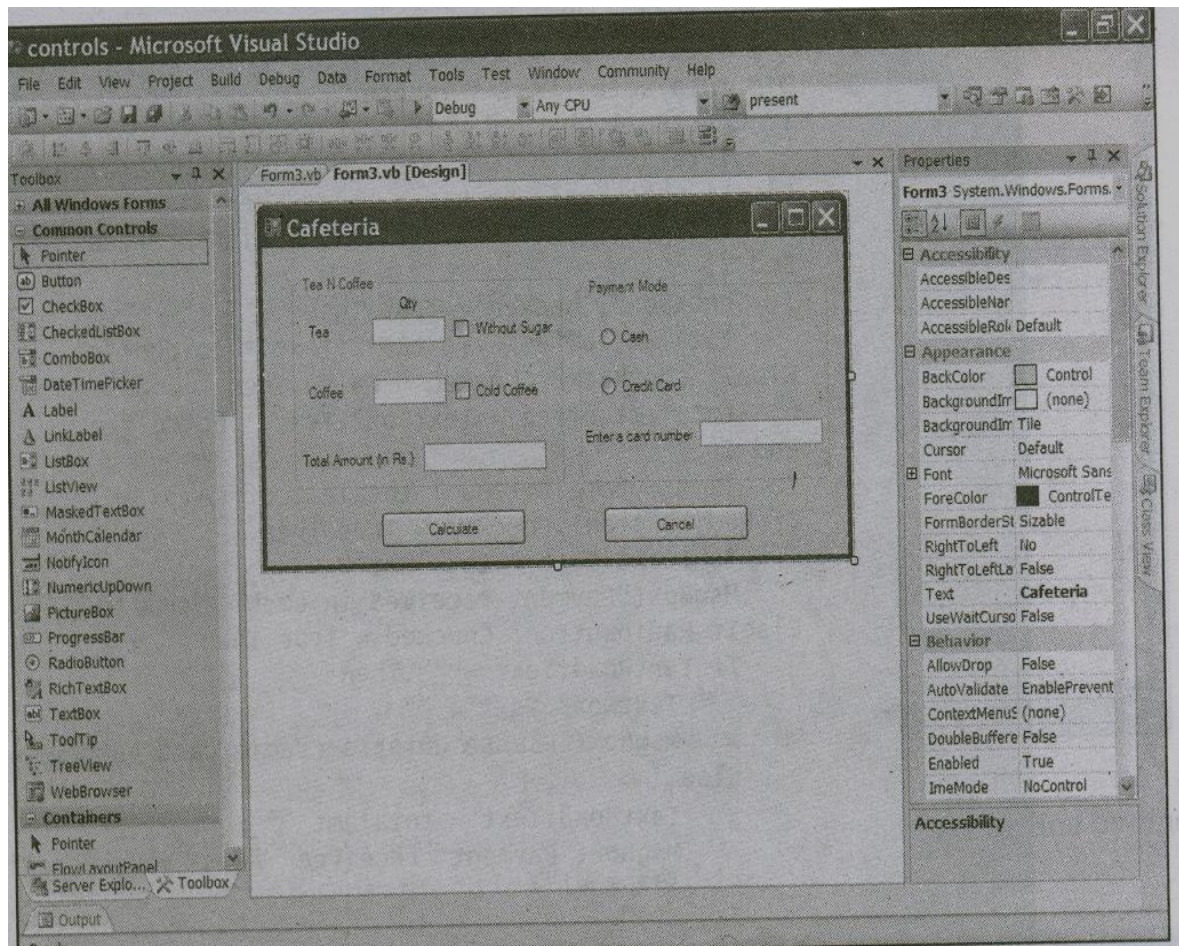 controls - Microsoft Visual Studio
File Edit View Project Build Debug Data Format Tools Test Window Community Help
Debug Any CPU present
Toolbox
All Windows Forms
Common Controls
Pointer
Button
CheckBox
CheckedListBox
ComboBox
DateTimePicker
A Label
A LinkLabel
ListBox
ListView
MaskedTextBox
MonthCalendar
NotifyIcon
NumericUpDown
PictureBox
ProgressBar
RadioButton
RichTextBox
TextBox
ToolTip
TreeView
WebBrowser
Containers
Pointer
FlowLayoutPanel
Server Explo... Toolbox
Output
Form3.vb Form3.vb [Design]
Cafeteria
Tea N Coffee
Qty
Tea Without Sugar
Coffee Cold Coffee
Total Amount (in Rs.)
Payment Mode
Cash
Credit Card
Enter a card number
Calculate Cancel
Properties
Form3 System.Windows.Forms.
Accessibility
AccessibleDes
AccessibleNar
AccessibleRole Default
Appearance
BackColor Control
BackgroundIm (none)
BackgroundIm Tile
Cursor Default
Font Microsoft Sans
ForeColor ControlTe
FormBorderSt Sizable
RightToLeft No
RightToLeftLa False
Text Cafeteria
UseWaitCurso False
Behavior
AllowDrop False
AutoValidate EnablePrevent
ContextMenuS (none)
DoubleBuffere False
Enabled True
ImeMode NoControl
Accessibility
Solution Explorer
Team Explorer
Class View